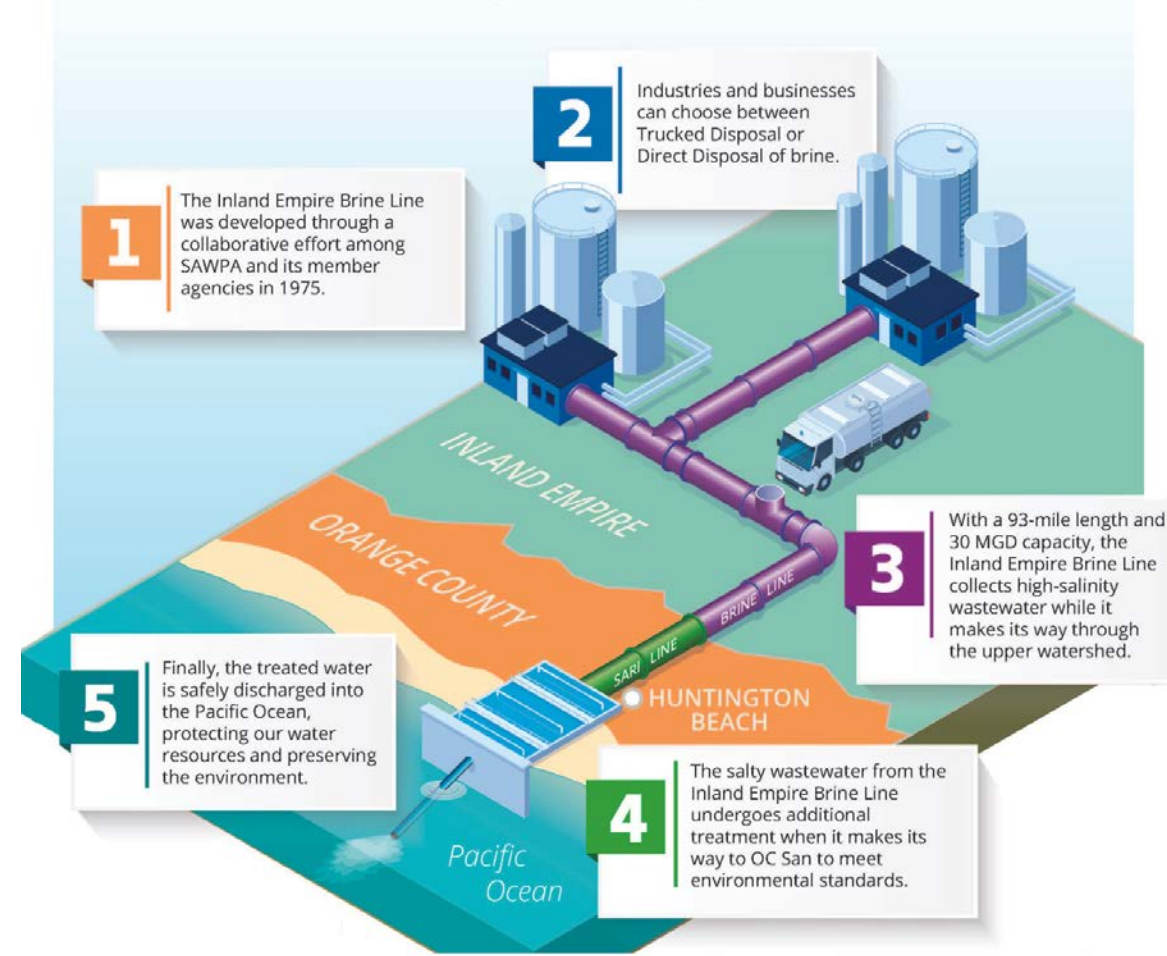 1
The Inland Empire Brine Line
was developed through a
collaborative effort among
SAWPA and its member
agencies in 1975.
2
Industries and businesses
can choose between
Trucked Disposal or
Direct Disposal of brine.
INLAND EMPIRE
ORANGE COUNTY
BRINE LINE
SARI LINE
HUNTINGTON
BEACH
3
With a 93-mile length and
30 MGD capacity, the
Inland Empire Brine Line
collects high-salinity
wastewater while it
makes its way through
the upper watershed.
4
The salty wastewater from the
Inland Empire Brine Line
undergoes additional
treatment when it makes its
way to OC San to meet
environmental standards.
5
Finally, the treated water
is safely discharged into
the Pacific Ocean,
protecting our water
resources and preserving
the environment.
Pacific
Ocean